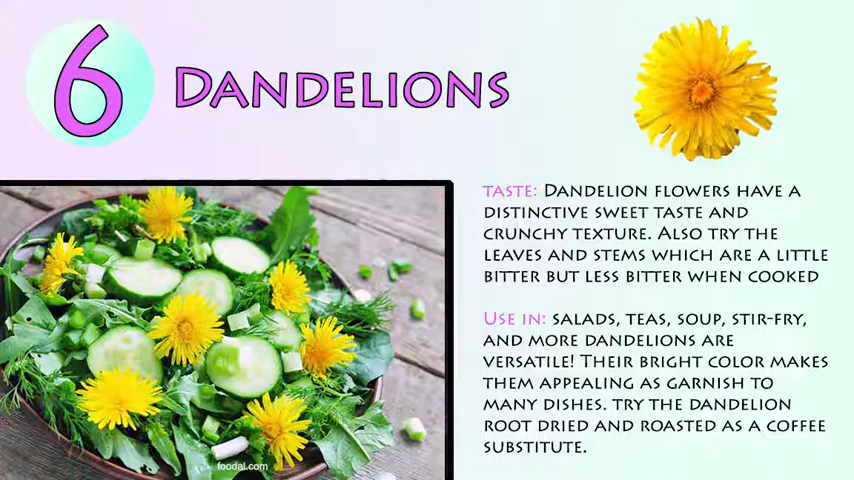 6
Dandelions
TASTE: Dandelion flowers have a
distinctive sweet taste and
crunchy texture. Also try the
leaves and stems which are a little
bitter but less bitter when cooked
Use in: salads, teas, soup, stir-fry,
and more dandelions are
versatile! Their bright color makes
them appealing as garnish to
many dishes. try the dandelion
root dried and roasted as a coffee
substitute.
foodal.com